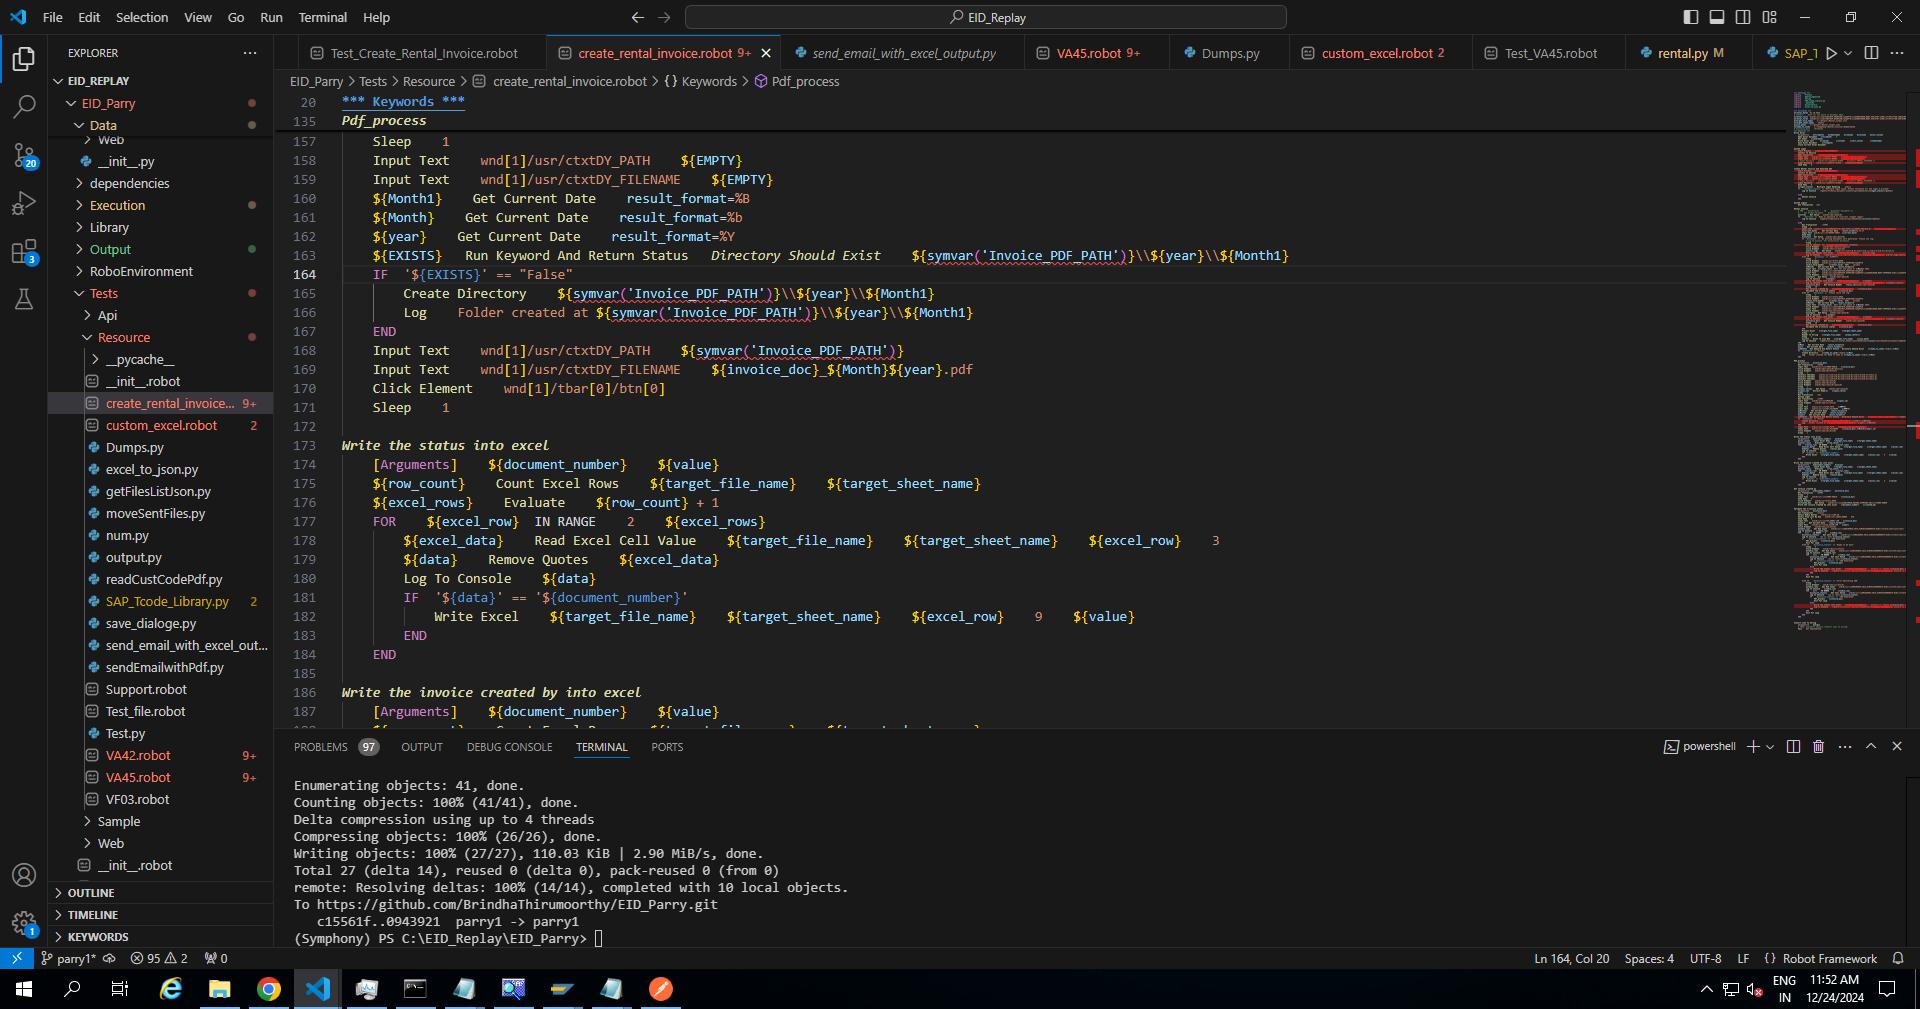 File Edit Selection View Go Run Terminal Help
EID_Replay
EXPLORER
EID_REPLAY
EID_Parry
Data
Web
__init__.py
dependencies
Execution
Library
Output
RoboEnvironment
Tests
Api
Resource
__pycache__
__init__.robot
create_rental_invoice... 9+
custom_excel.robot 2
Dumps.py
excel_to_json.py
getFilesListJson.py
moveSentFiles.py
num.py
output.py
readCustCodePdf.py
SAP_Tcode_Library.py 2
save_dialoge.py
send_email_with_excel_out...
sendEmailwithPdf.py
Support.robot
Test_file.robot
Test.py
VA42.robot 9+
VA45.robot 9+
VF03.robot
Sample
Web
__init__.robot
OUTLINE
TIMELINE
KEYWORDS
20
3
1
Test_Create_Rental_Invoice.robot
create_rental_invoice.robot 9+
send_email_with_excel_output.py
VA45.robot 9+
Dumps.py
custom_excel.robot 2
Test_VA45.robot
rental.py M
SAP_T
EID_Parry > Tests > Resource > create_rental_invoice.robot > {} Keywords > Pdf_process
20 *** Keywords ***
135 Pdf_process
157 Sleep    1
158 Input Text    wnd[1]/usr/ctxtDY_PATH    ${EMPTY}
159 Input Text    wnd[1]/usr/ctxtDY_FILENAME    ${EMPTY}
160 ${Month1}    Get Current Date    result_format=%B
161 ${Month}    Get Current Date    result_format=%b
162 ${year}    Get Current Date    result_format=%Y
163 ${EXISTS}    Run Keyword And Return Status    Directory Should Exist    ${symvar('Invoice_PDF_PATH')}\\${year}\\${Month1}
164 IF    '${EXISTS}' == "False"
165 Create Directory    ${symvar('Invoice_PDF_PATH')}\\${year}\\${Month1}
166 Log    Folder created at ${symvar('Invoice_PDF_PATH')}\\${year}\\${Month1}
167 END
168 Input Text    wnd[1]/usr/ctxtDY_PATH    ${symvar('Invoice_PDF_PATH')}
169 Input Text    wnd[1]/usr/ctxtDY_FILENAME    ${invoice_doc}_${Month}${year}.pdf
170 Click Element    wnd[1]/tbar[0]/btn[0]
171 Sleep    1
172
173 Write the status into excel
174 [Arguments]    ${document_number}    ${value}
175 ${row_count}    Count Excel Rows    ${target_file_name}    ${target_sheet_name}
176 ${excel_rows}    Evaluate    ${row_count} + 1
177 FOR    ${excel_row}    IN RANGE    2    ${excel_rows}
178 ${excel_data}    Read Excel Cell Value    ${target_file_name}    ${target_sheet_name}    ${excel_row}    3
179 ${data}    Remove Quotes    ${excel_data}
180 Log To Console    ${data}
181 IF    '${data}' == '${document_number}'
182 Write Excel    ${target_file_name}    ${target_sheet_name}    ${excel_row}    9    ${value}
183 END
184 END
185
186 Write the invoice created by into excel
187 [Arguments]    ${document_number}    ${value}
PROBLEMS 97 OUTPUT DEBUG CONSOLE TERMINAL PORTS
powershell
Enumerating objects: 41, done.
Counting objects: 100% (41/41), done.
Delta compression using up to 4 threads
Compressing objects: 100% (26/26), done.
Writing objects: 100% (27/27), 110.03 KiB | 2.90 MiB/s, done.
Total 27 (delta 14), reused 0 (delta 0), pack-reused 0 (from 0)
remote: Resolving deltas: 100% (14/14), completed with 10 local objects.
To https://github.com/BrindhaThirumoorthy/EID_Parry.git
c15561f..0943921  parry1 -> parry1
(Symphony) PS C:\EID_Replay\EID_Parry>
parry1* 95 2 0
Ln 164, Col 20 Spaces: 4 UTF-8 LF {} Robot Framework
ENG
IN
11:52 AM
12/24/2024